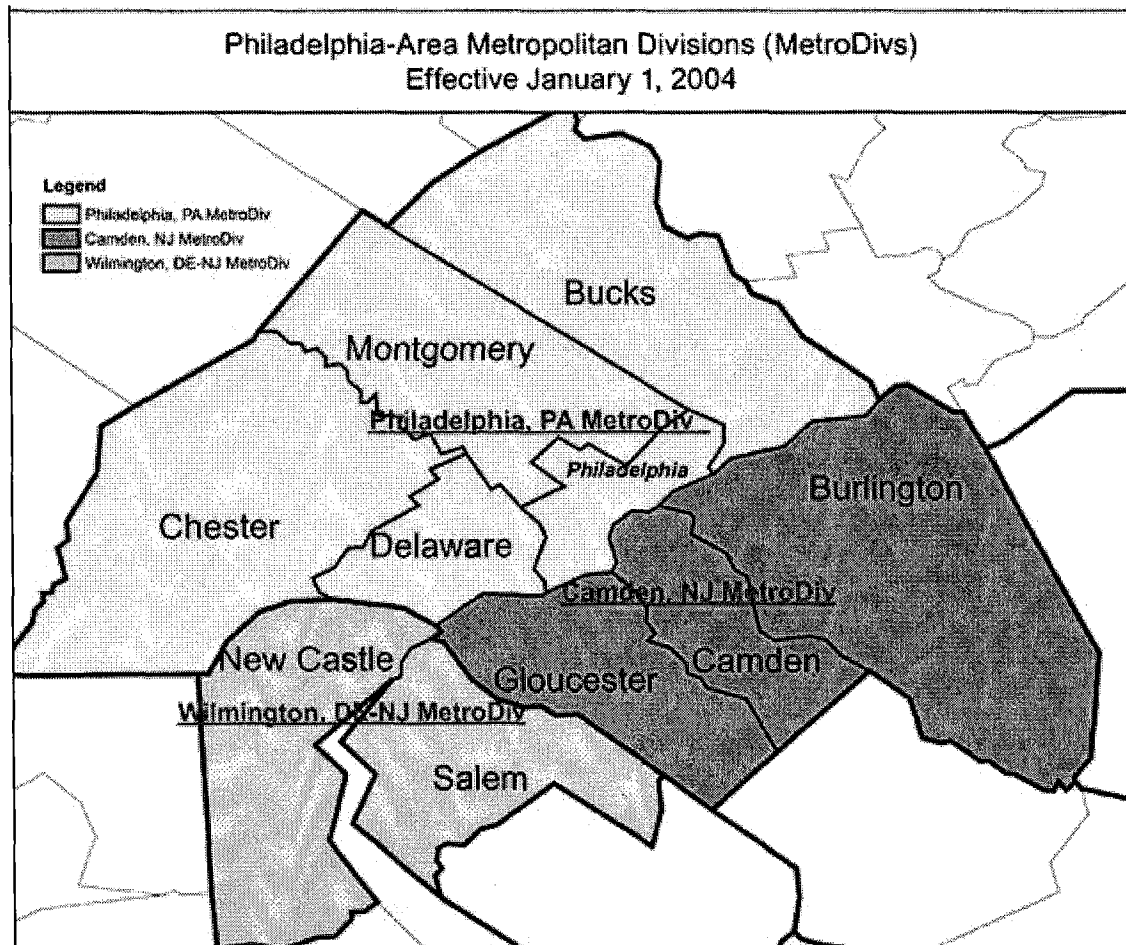 Philadelphia-Area Metropolitan Divisions (MetroDivs)
Effective January 1, 2004
Legend
Philadelphia, PA MetroDiv
Camden, NJ MetroDiv
Wilmington, DE-NJ MetroDiv
Bucks
Montgomery
Philadelphia, PA MetroDiv
Philadelphia
Burlington
Chester
Delaware
Camden, NJ MetroDiv
New Castle
Gloucester
Camden
Wilmington, DE-NJ MetroDiv
Salem